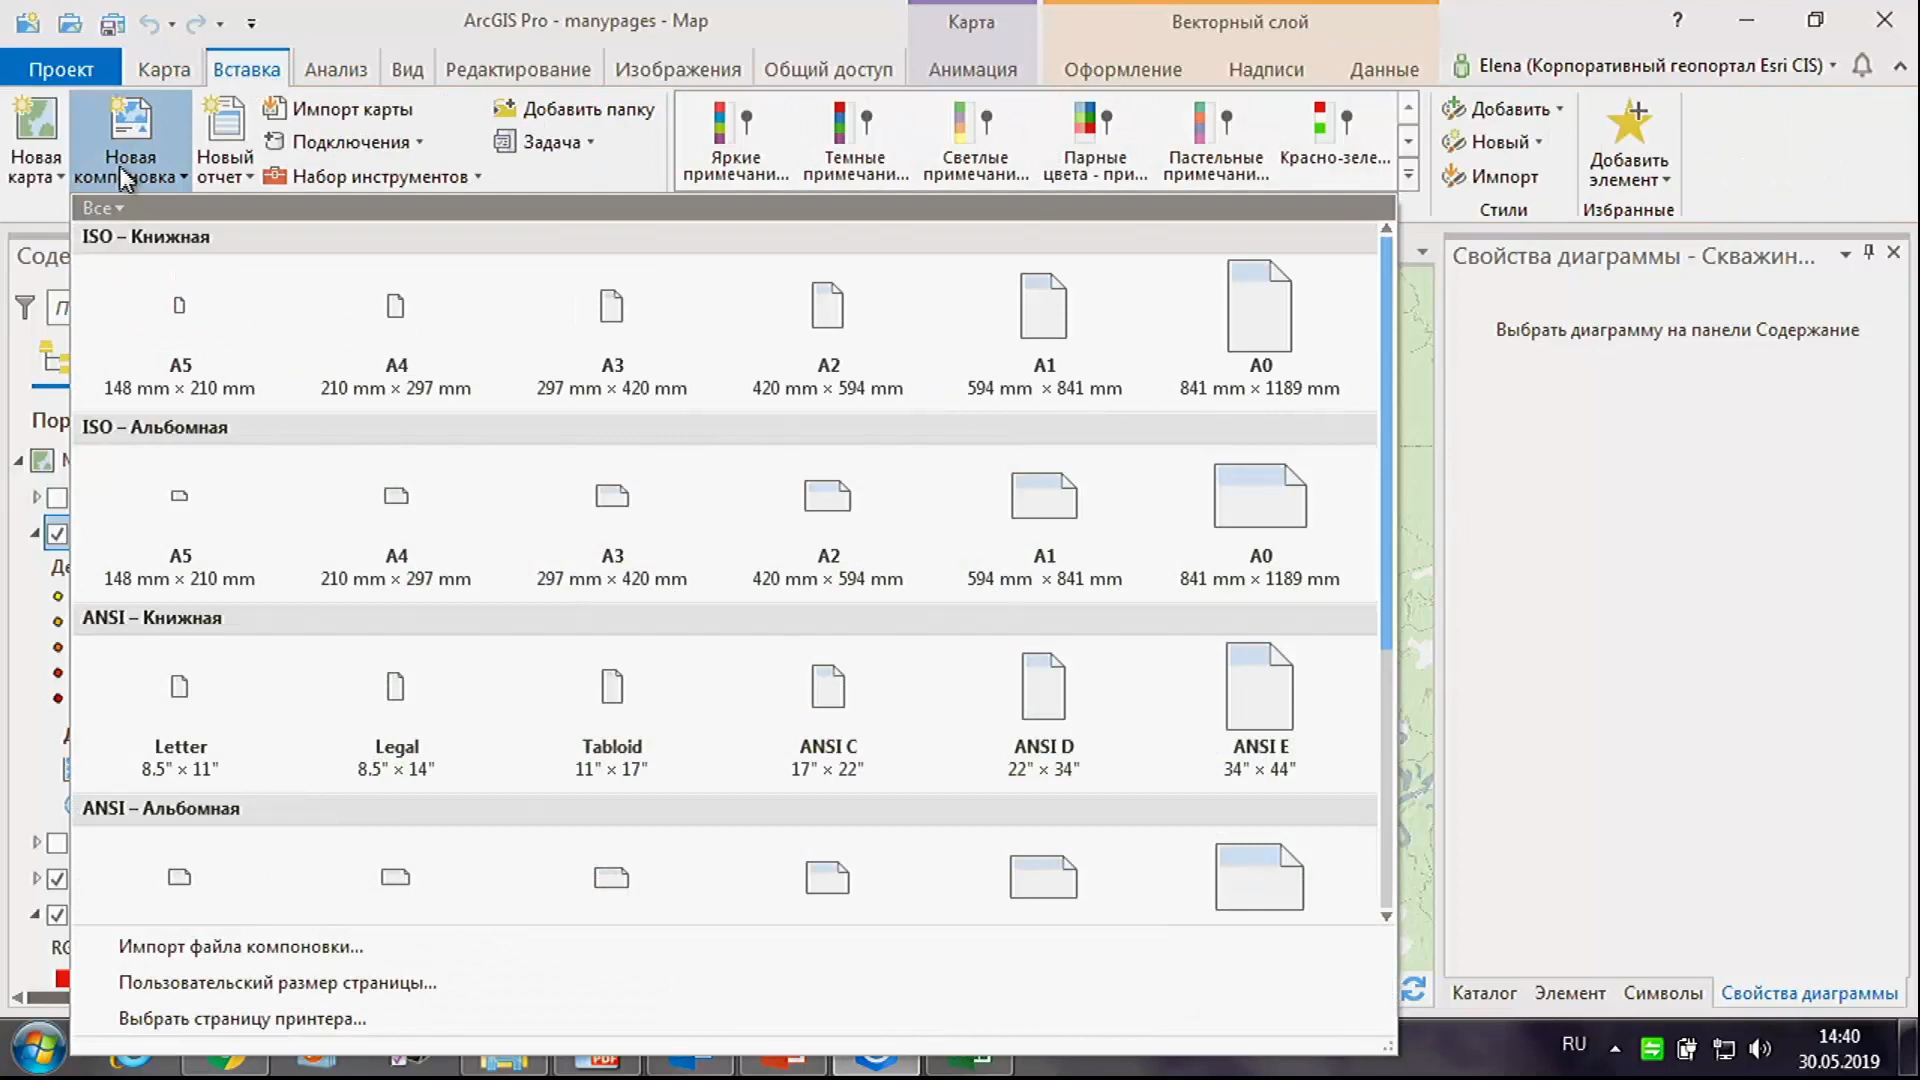 ArcGIS Pro - manypages - Map
Карта
Векторный слой
?
Проект
Карта
Вставка
Анализ
Вид
Редактирование
Изображения
Общий доступ
Анимация
Оформление
Надписи
Данные
Elena (Корпоративный геопортал Esri CIS)
Новая карта
Новая компоновка
Новый отчет
Импорт карты
Подключения
Набор инструментов
Добавить папку
Задача
Яркие примечани...
Темные примечани...
Светлые примечани...
Парные цвета - при...
Пастельные примечани...
Красно-зеле...
Добавить
Новый
Импорт
Стили
Добавить элемент
Избранные
Все
ISO – Книжная
A5
148 mm × 210 mm
A4
210 mm × 297 mm
A3
297 mm × 420 mm
A2
420 mm × 594 mm
A1
594 mm × 841 mm
A0
841 mm × 1189 mm
ISO – Альбомная
A5
148 mm × 210 mm
A4
210 mm × 297 mm
A3
297 mm × 420 mm
A2
420 mm × 594 mm
A1
594 mm × 841 mm
A0
841 mm × 1189 mm
ANSI – Книжная
Letter
8.5" × 11"
Legal
8.5" × 14"
Tabloid
11" × 17"
ANSI C
17" × 22"
ANSI D
22" × 34"
ANSI E
34" × 44"
ANSI – Альбомная
Импорт файла компоновки...
Пользовательский размер страницы...
Выбрать страницу принтера...
Свойства диаграммы - Скважин...
Выбрать диаграмму на панели Содержание
Каталог
Элемент
Символы
Свойства диаграммы
PDF
RU
14:40
30.05.2019